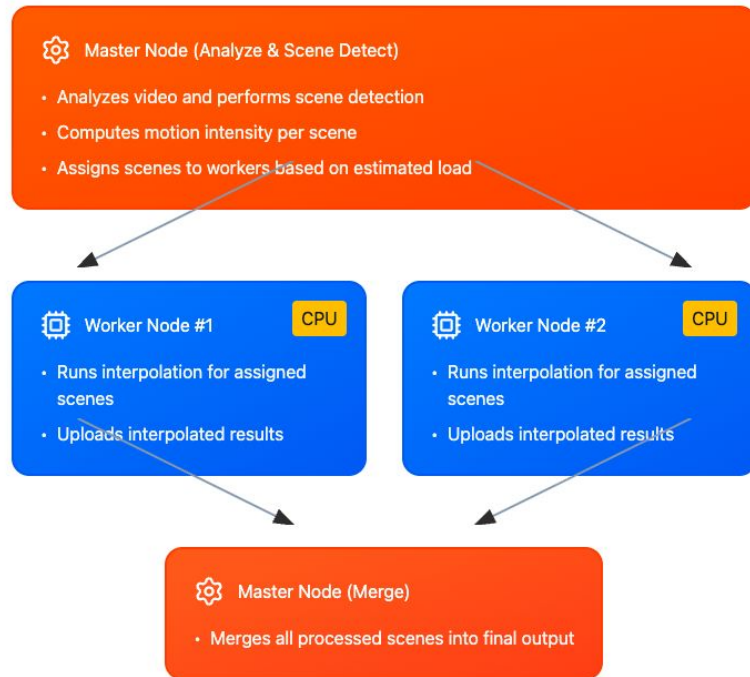 Master Node (Analyze & Scene Detect)
• Analyzes video and performs scene detection
• Computes motion intensity per scene
• Assigns scenes to workers based on estimated load
Worker Node #1
CPU
• Runs interpolation for assigned
scenes
• Uploads interpolated results
Worker Node #2
CPU
• Runs interpolation for assigned
scenes
• Uploads interpolated results
Master Node (Merge)
• Merges all processed scenes into final output